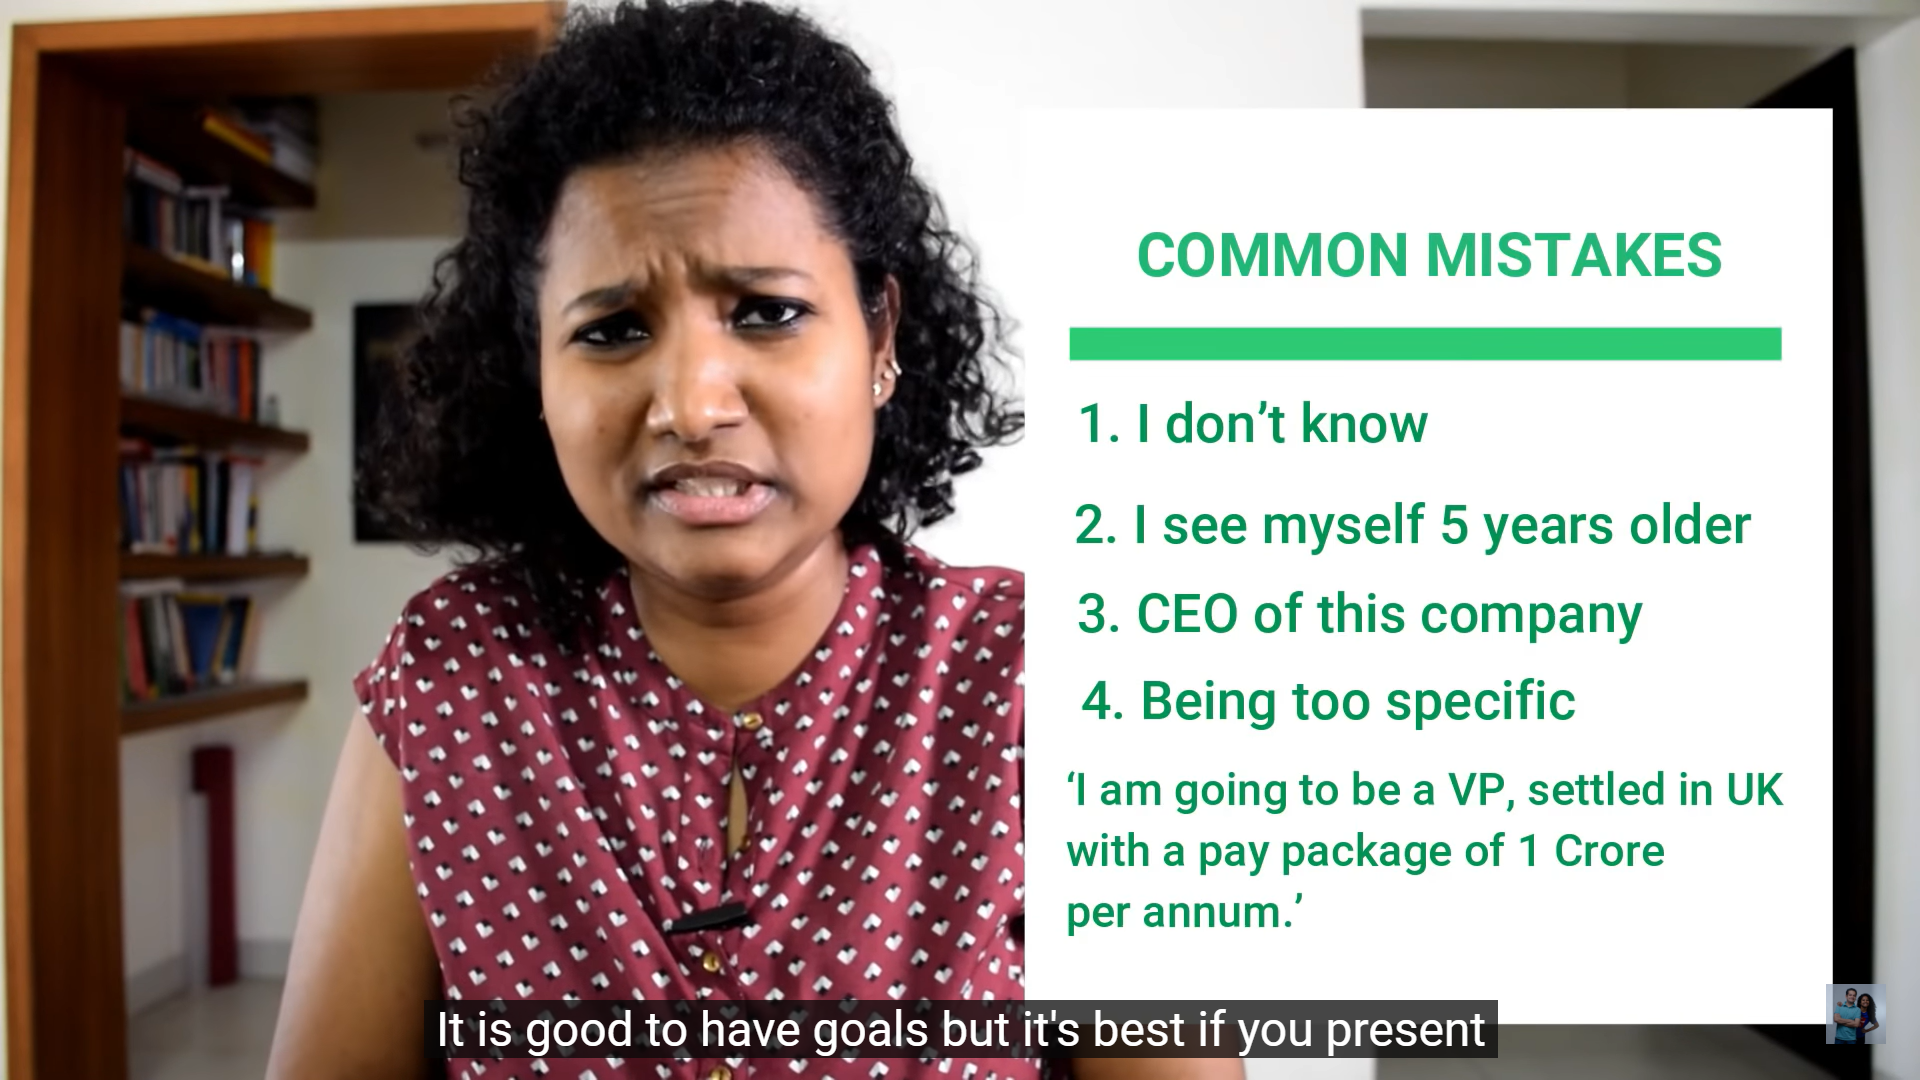 COMMON MISTAKES
1. I don’t know
2. I see myself 5 years older
3. CEO of this company
4. Being too specific
‘I am going to be a VP, settled in UK
with a pay package of 1 Crore
per annum.’
It is good to have goals but it's best if you present